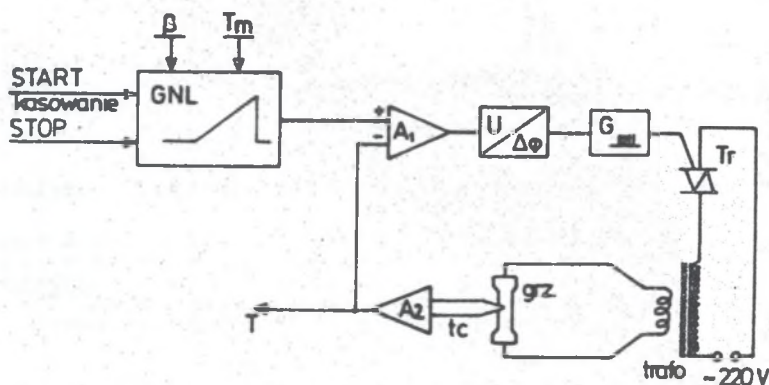 β Tm
START
kasowanie
STOP
GNL
+
-
A1
U
Δφ
G
Tr
T
A2
tc
grz
trafo
~220V